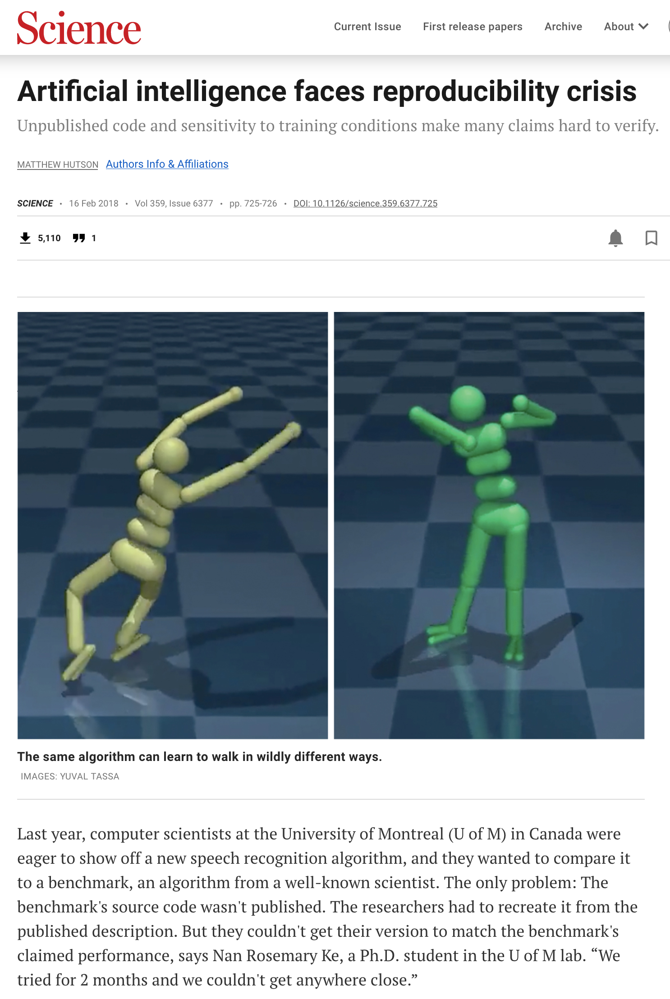 Science
Current Issue First release papers Archive About
Artificial intelligence faces reproducibility crisis
Unpublished code and sensitivity to training conditions make many claims hard to verify.
MATTHEW HUTSON Authors Info & Affiliations
SCIENCE • 16 Feb 2018 • Vol 359, Issue 6377 • pp. 725-726 • DOI: 10.1126/science.359.6377.725
5,110 1
The same algorithm can learn to walk in wildly different ways.
IMAGES: YUVAL TASSA
Last year, computer scientists at the University of Montreal (U of M) in Canada were
eager to show off a new speech recognition algorithm, and they wanted to compare it
to a benchmark, an algorithm from a well-known scientist. The only problem: The
benchmark's source code wasn't published. The researchers had to recreate it from the
published description. But they couldn't get their version to match the benchmark's
claimed performance, says Nan Rosemary Ke, a Ph.D. student in the U of M lab. “We
tried for 2 months and we couldn't get anywhere close.”